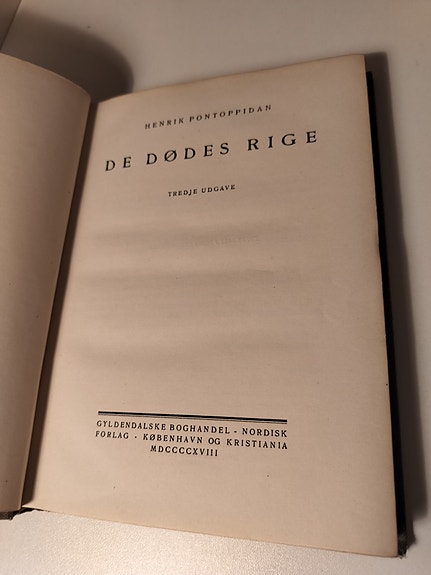 HENRIK PONTOPPIDAN
DE DØDES RIGE
TREDJE UDGAVE
GYLDENDALSKE BOGHANDEL - NORDISK
FORLAG - KØBENHAVN OG KRISTIANIA
MDCCCCXVIII